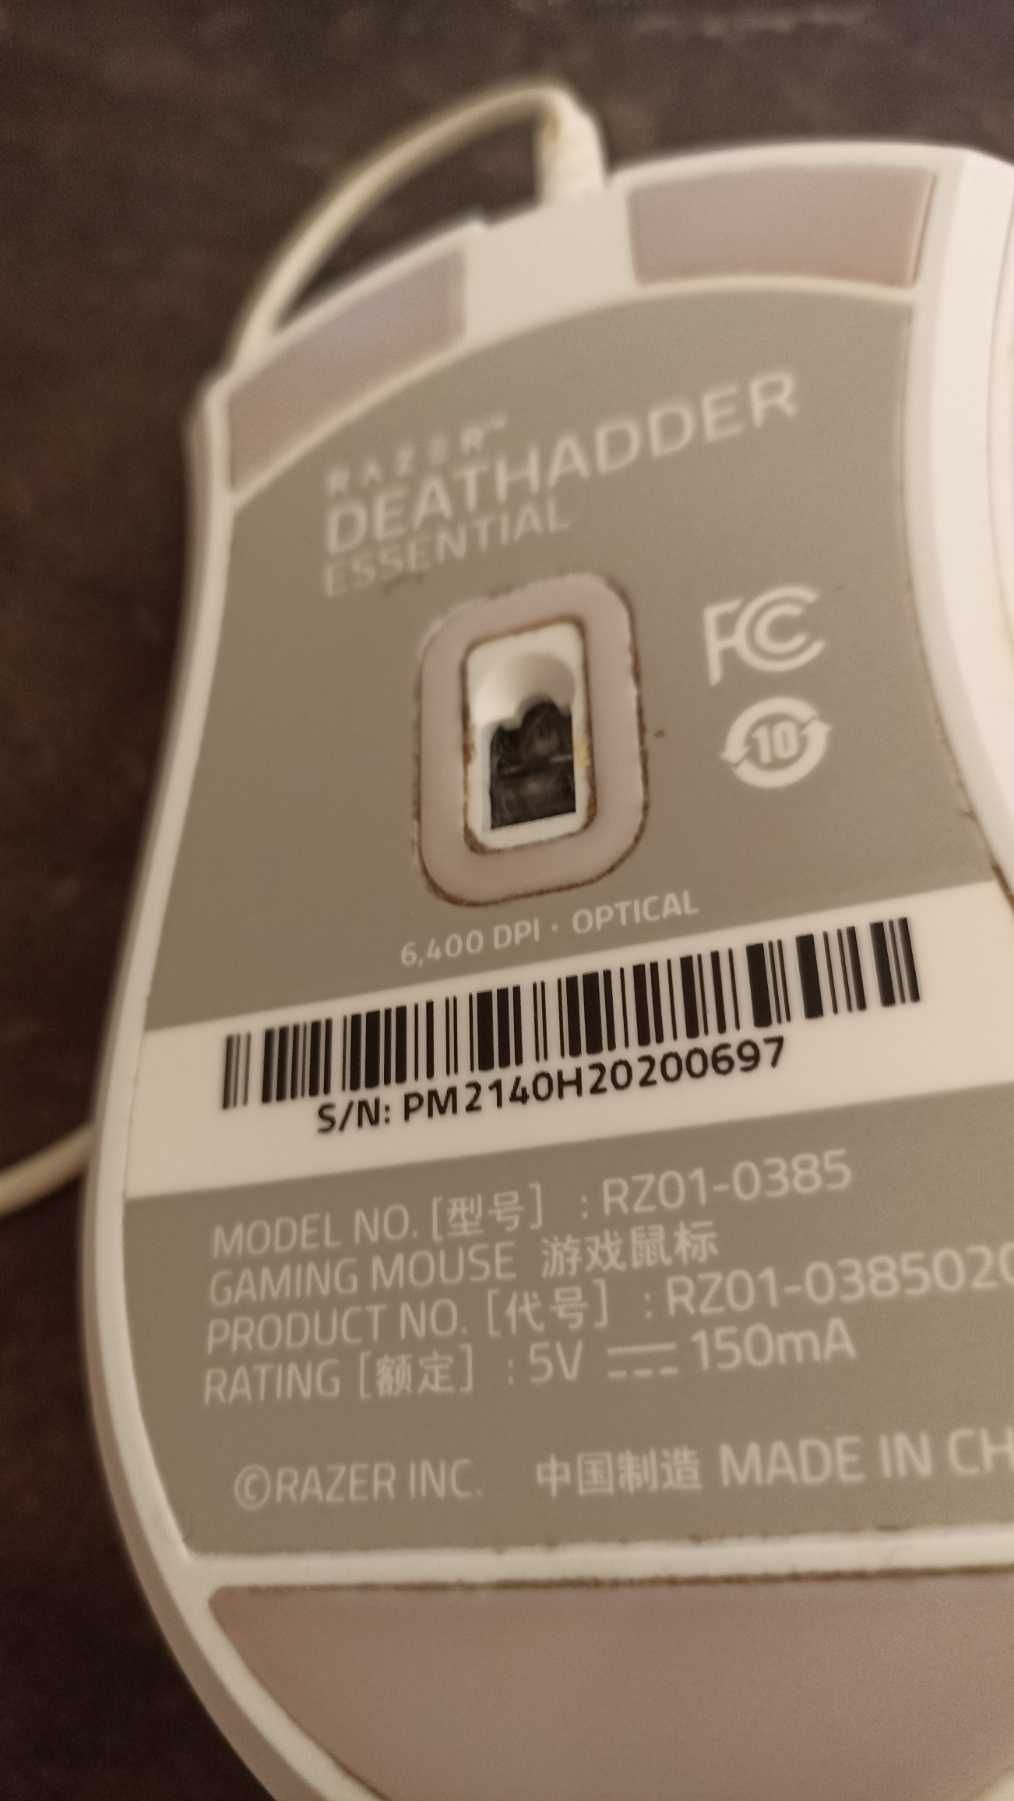 RAZER™
DEATHADDER
ESSENTIAL
FC
10
6,400 DPI · OPTICAL
S/N: PM2140H20200697
MODEL NO. [型号] : RZ01-0385
GAMING MOUSE 游戏鼠标
PRODUCT NO. [代号] : RZ01-0385020
RATING [额定] : 5V ⎓ 150mA
©RAZER INC. 中国制造 MADE IN CH